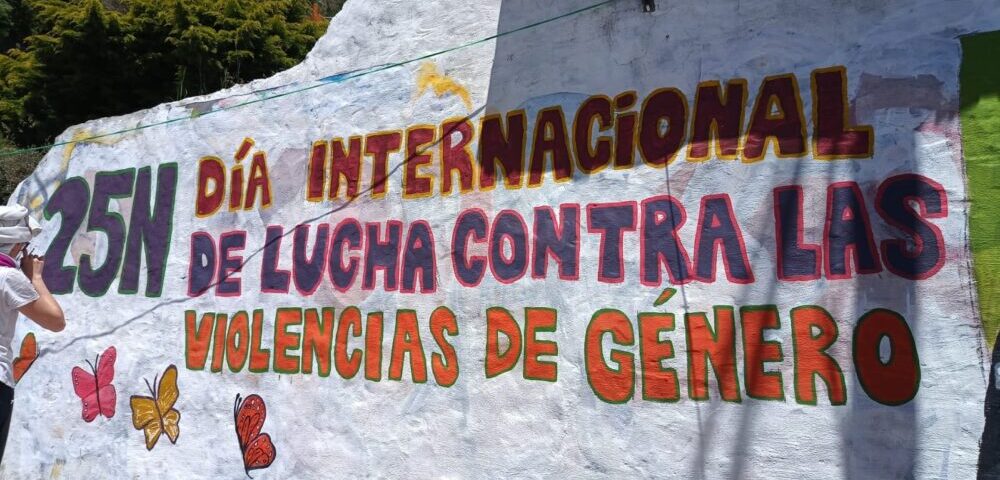 25N DÍA INTERNACIONAL
DE LUCHA CONTRA LAS
VIOLENCIAS DE GÉNERO